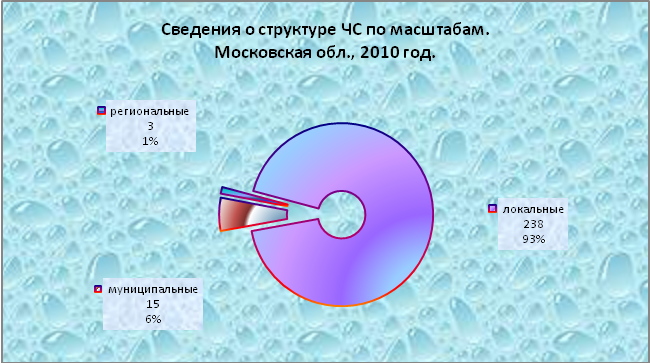 Сведения о структуре ЧС по масштабам.
Московская обл., 2010 год.
региональные
3
1%
локальные
238
93%
муниципальные
15
6%